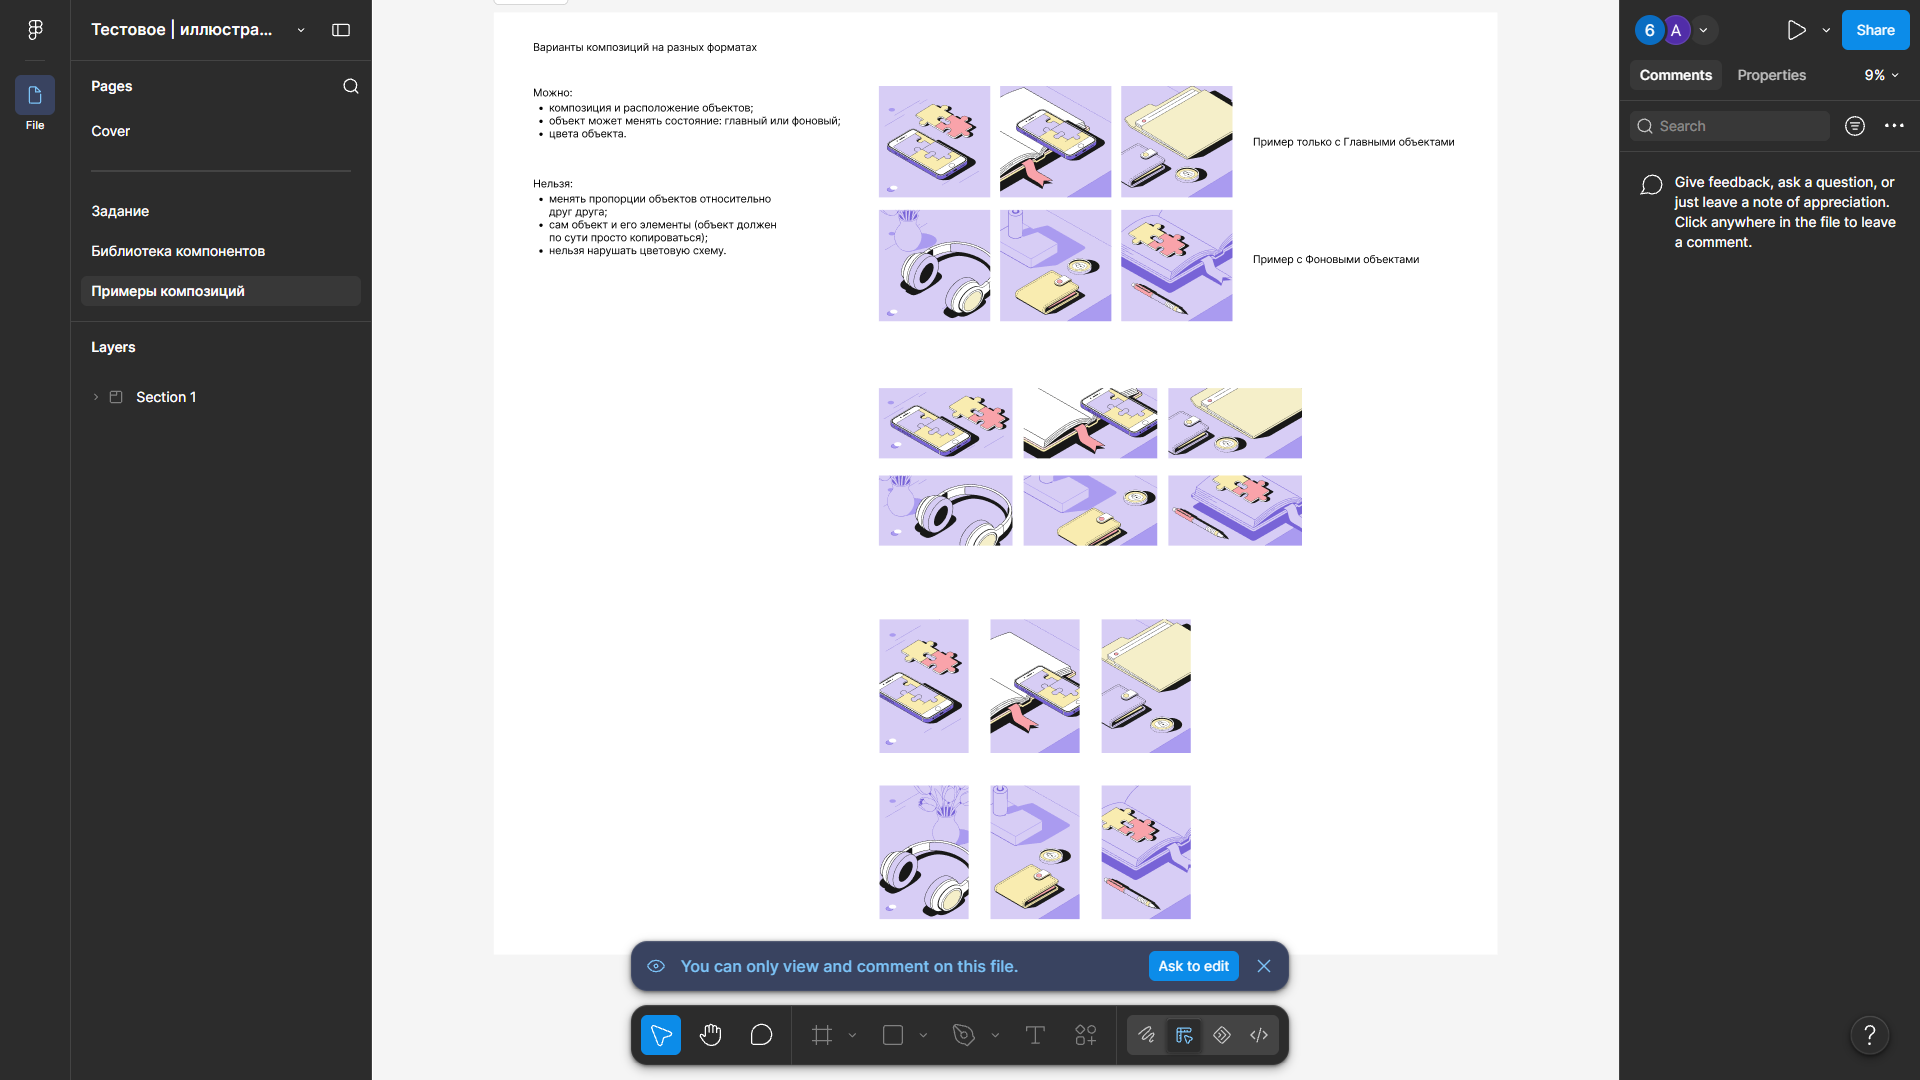 Тестовое | иллюстра...
File
Pages
Cover
Задание
Библиотека компонентов
Примеры композиций
Layers
Section 1
Варианты композиций на разных форматах
Можно:
• композиция и расположение объектов;
• объект может менять состояние: главный или фоновый;
• цвета объекта.
Нельзя:
• менять пропорции объектов относительно
друг друга;
• сам объект и его элементы (объект должен
по сути просто копироваться);
• нельзя нарушать цветовую схему.
Пример только с Главными объектами
Пример с Фоновыми объектами
You can only view and comment on this file.
Ask to edit
6
A
Share
Comments
Properties
9%
Search
Give feedback, ask a question, or
just leave a note of appreciation.
Click anywhere in the file to leave
a comment.
?